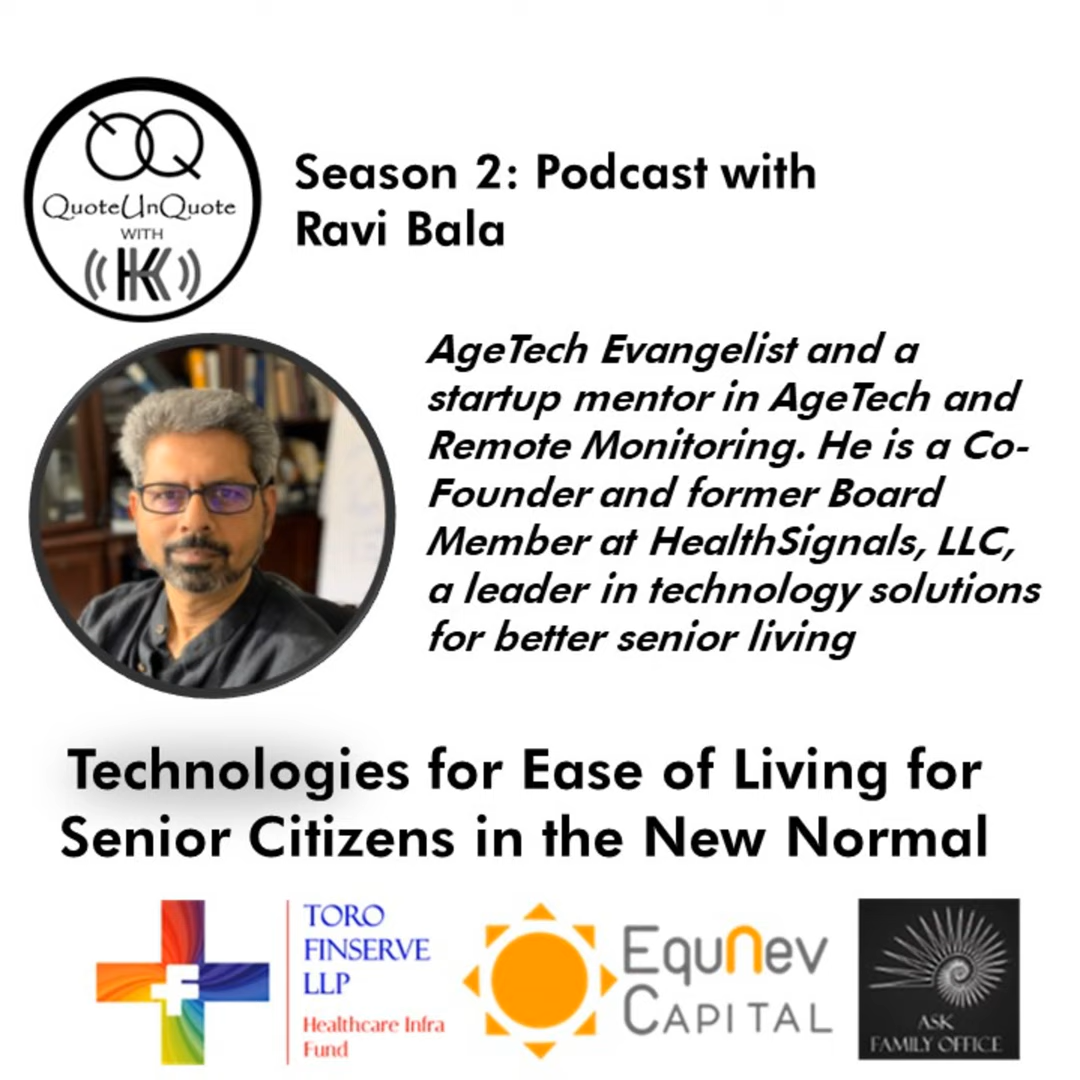 QuoteUnQuote
WITH
KK
Season 2: Podcast with
Ravi Bala
AgeTech Evangelist and a
startup mentor in AgeTech and
Remote Monitoring. He is a Co-
Founder and former Board
Member at HealthSignals, LLC,
a leader in technology solutions
for better senior living
Technologies for Ease of Living for
Senior Citizens in the New Normal
TORO
FINSERVE
LLP
Healthcare Infra
Fund
EquNev
CAPITAL
ASK
FAMILY OFFICE